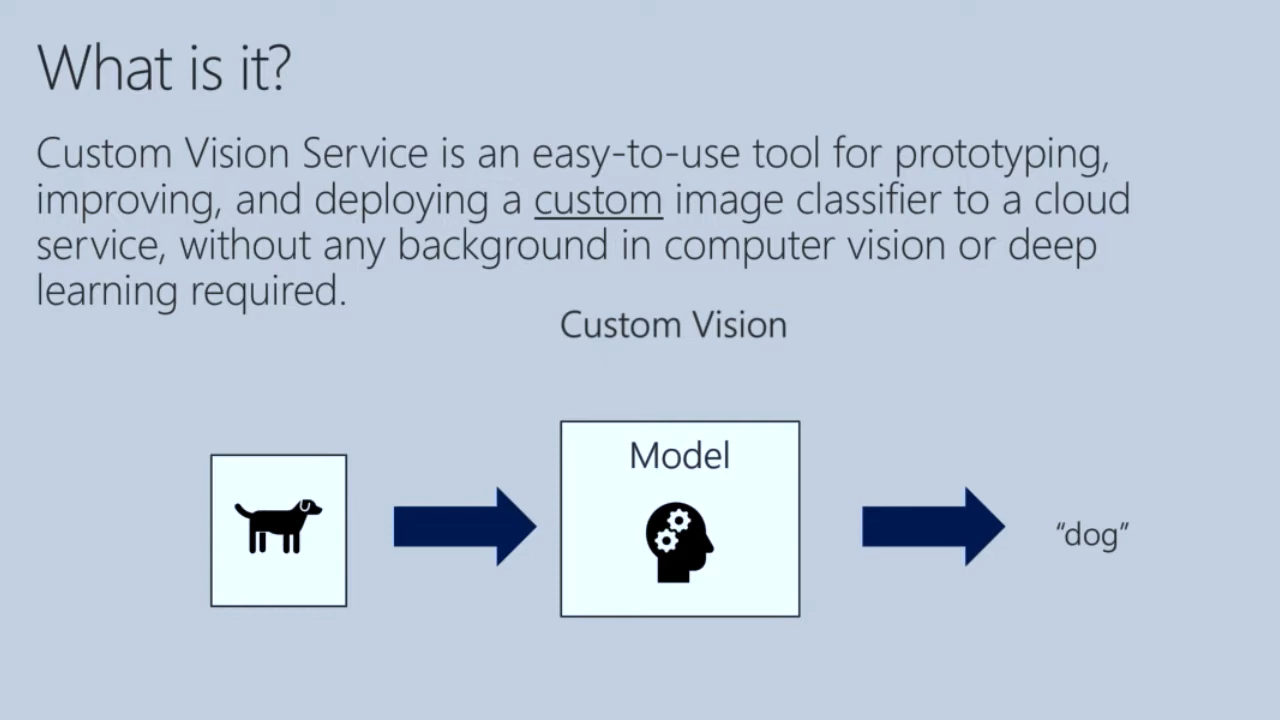 What is it?
Custom Vision Service is an easy-to-use tool for prototyping,
improving, and deploying a custom image classifier to a cloud
service, without any background in computer vision or deep
learning required.
Custom Vision
Model
“dog”